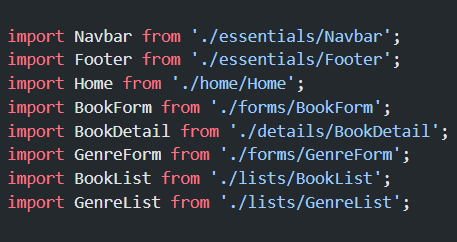 import Navbar from './essentials/Navbar';
import Footer from './essentials/Footer';
import Home from './home/Home';
import BookForm from './forms/BookForm';
import BookDetail from './details/BookDetail';
import GenreForm from './forms/GenreForm';
import BookList from './lists/BookList';
import GenreList from './lists/GenreList';